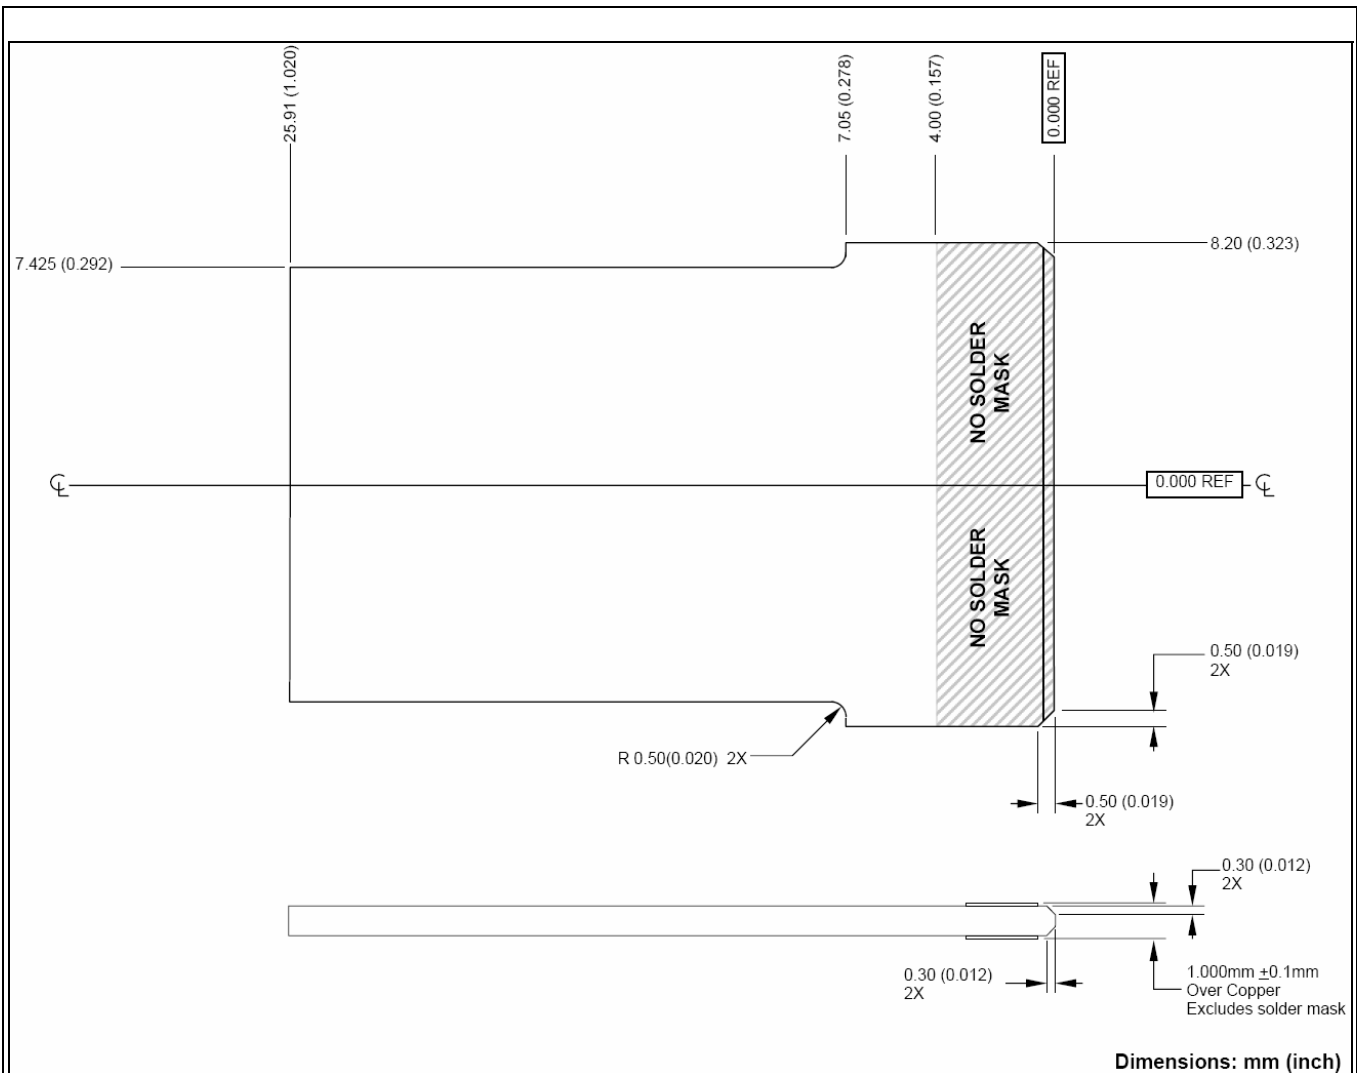 25.91 (1.020)
7.05 (0.278)
4.00 (0.157)
0.000 REF
8.20 (0.323)
7.425 (0.292)
NO SOLDER
MASK
℄
0.000 REF
℄
NO SOLDER
MASK
0.50 (0.019)
2X
R 0.50(0.020) 2X
0.50 (0.019)
2X
0.30 (0.012)
2X
0.30 (0.012)
2X
1.000mm ±0.1mm
Over Copper
Excludes solder mask
Dimensions: mm (inch)